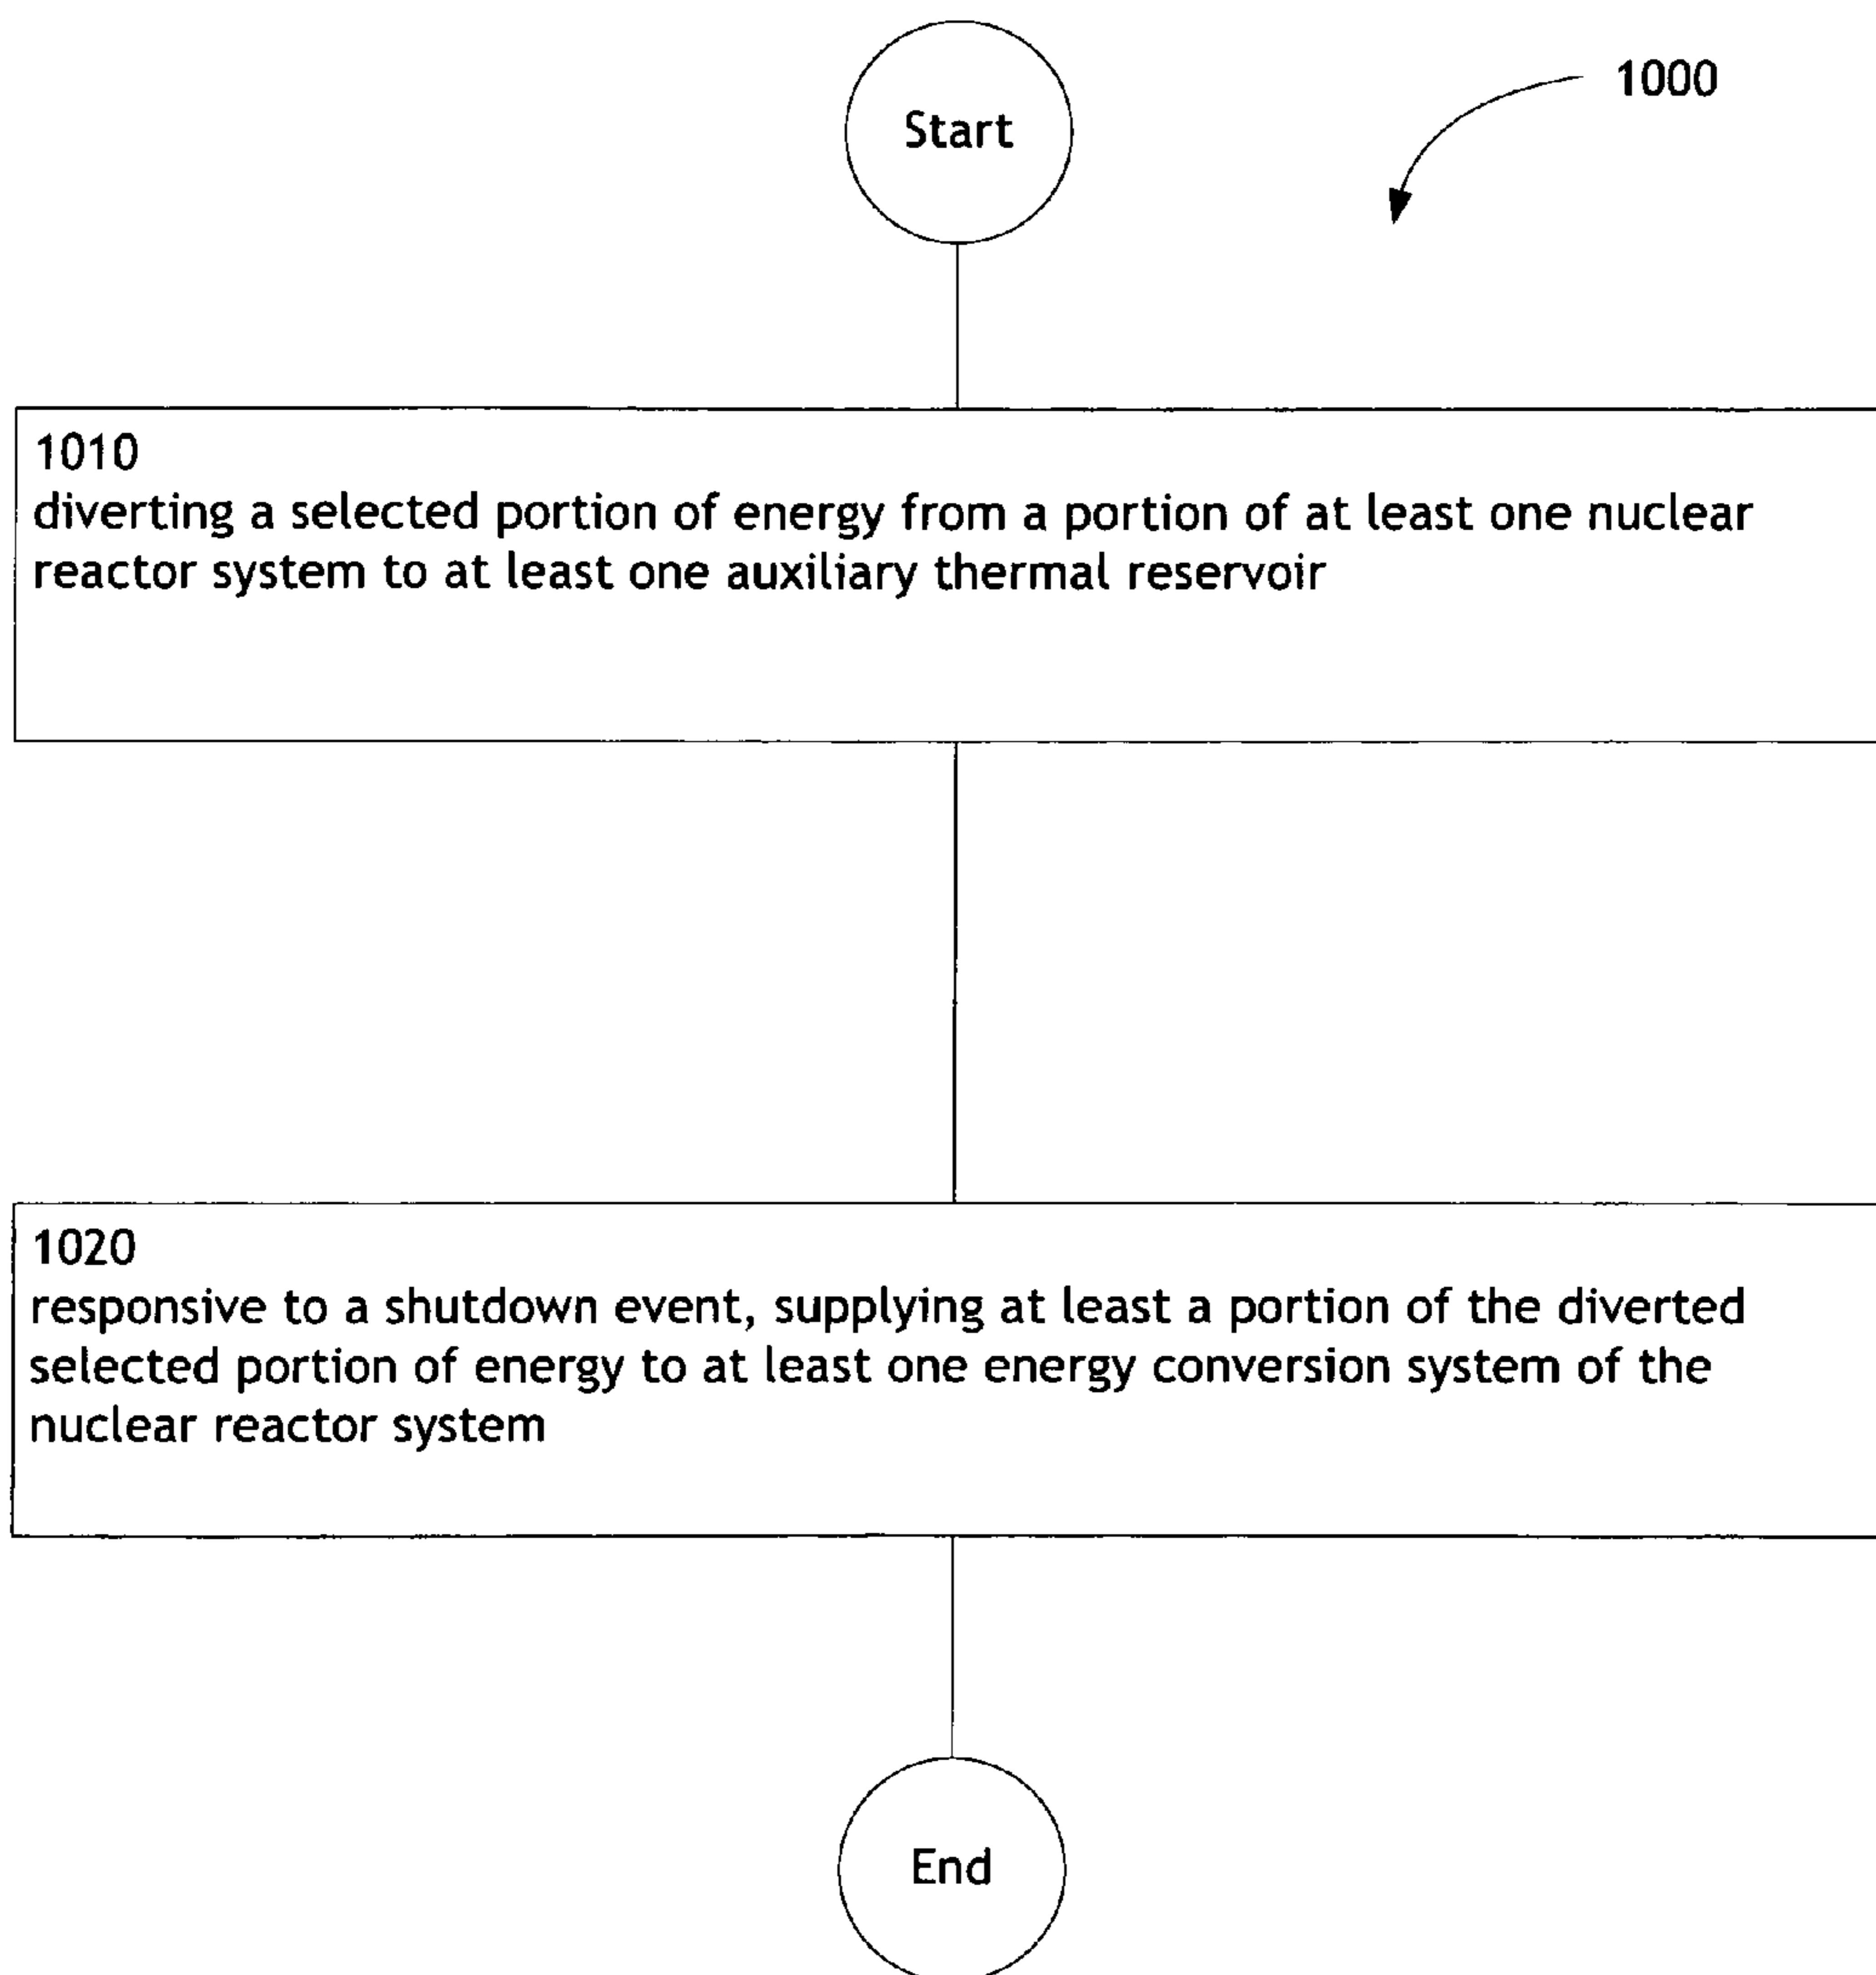 Start
1000
1010
diverting a selected portion of energy from a portion of at least one nuclear
reactor system to at least one auxiliary thermal reservoir
1020
responsive to a shutdown event, supplying at least a portion of the diverted
selected portion of energy to at least one energy conversion system of the
nuclear reactor system
End